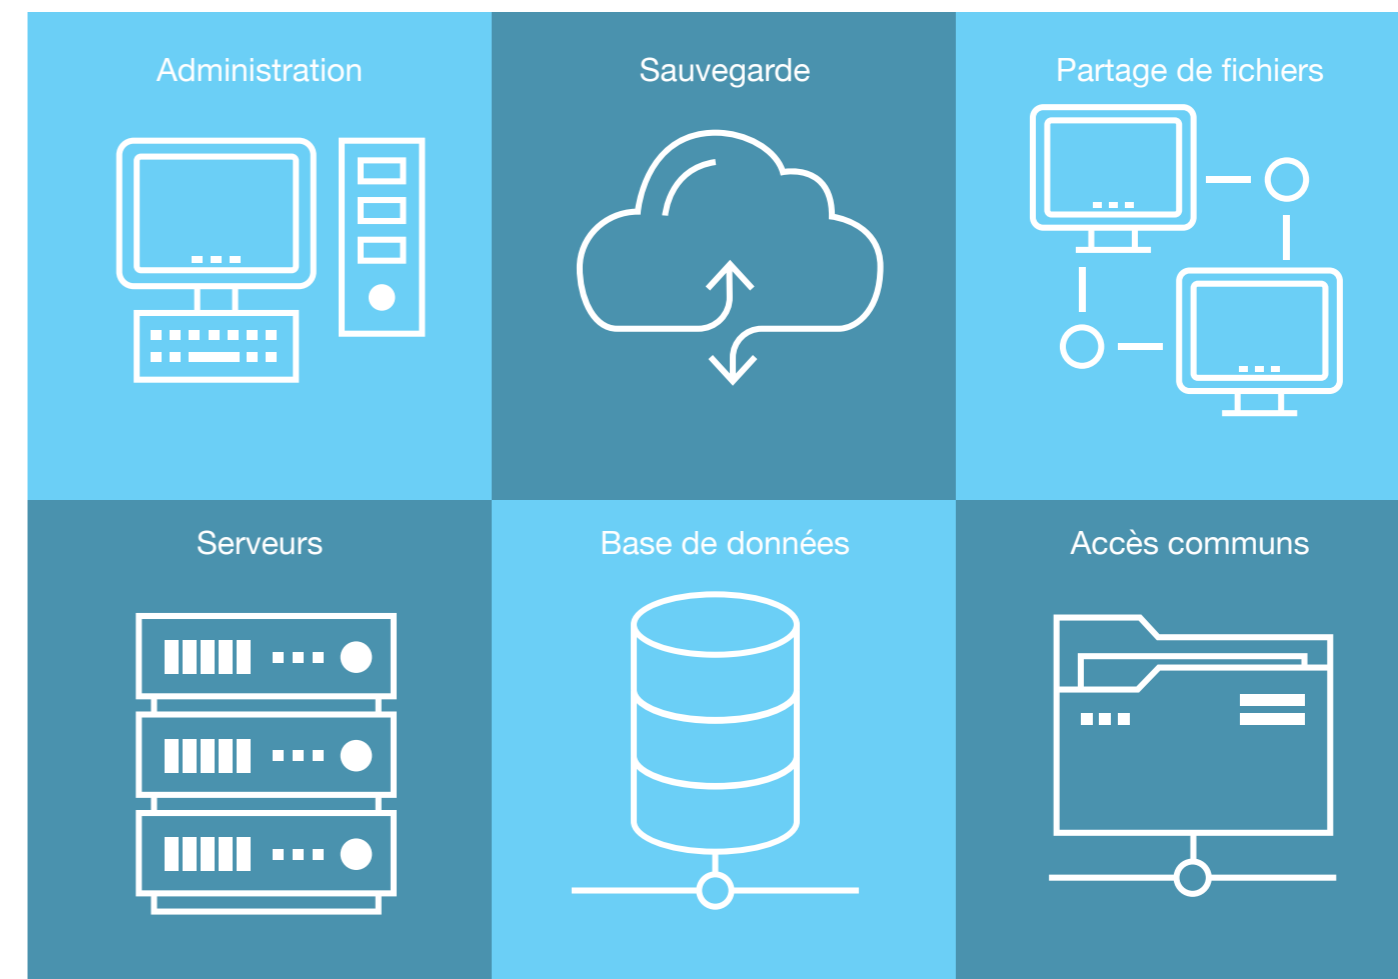 Administration
Sauvegarde
Partage de fichiers
Serveurs
Base de données
Accès communs